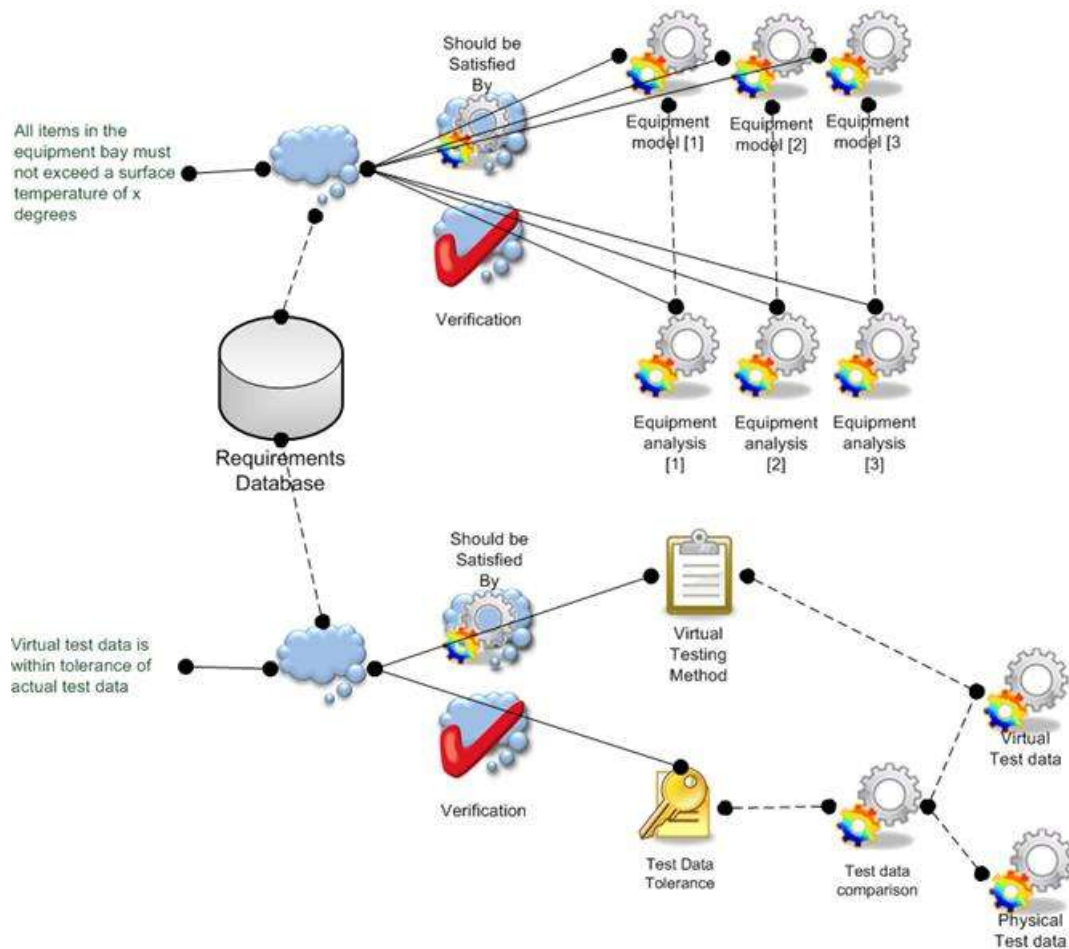 Should be
Satisfied
By
All items in the
equipment bay must
not exceed a surface
temperature of x
degrees
Equipment
model [1]
Equipment
model [2]
Equipment
model [3
Verification
Requirements
Database
Equipment
analysis
[1]
Equipment
analysis
[2]
Equipment
analysis
[3]
Should be
Satisfied
By
Virtual test data is
within tolerance of
actual test data
Virtual
Testing
Method
Verification
Virtual
Test data
Test Data
Tolerance
Test data
comparison
Physical
Test data